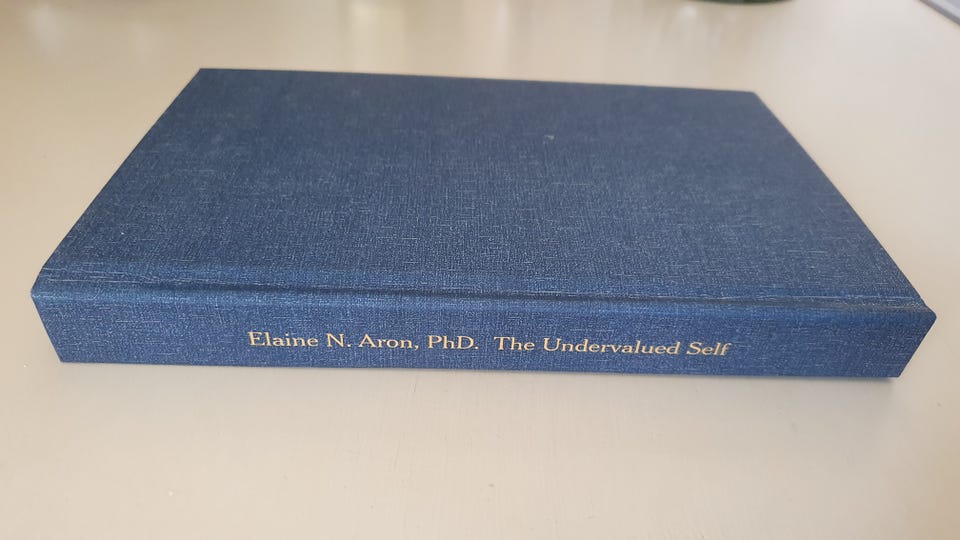 Elaine N. Aron, PhD. The Undervalued Self